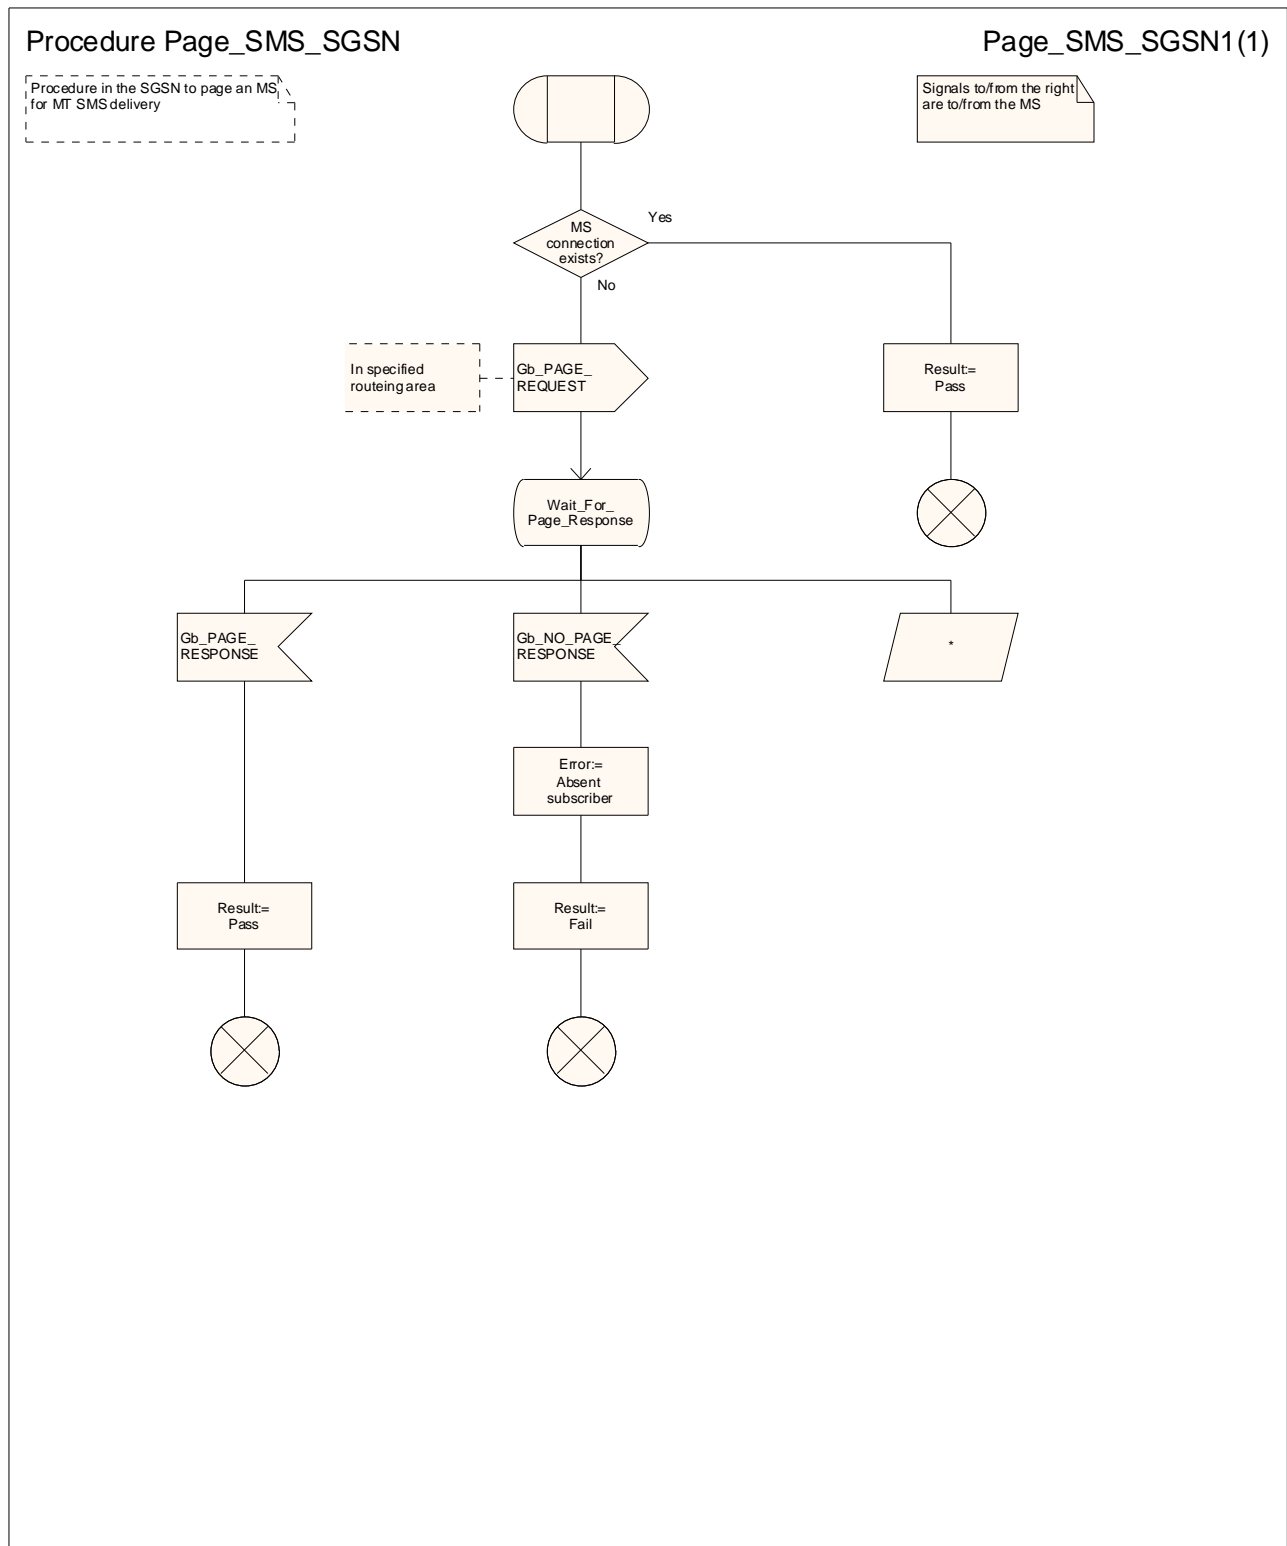 Procedure Page_SMS_SGSN
Page_SMS_SGSN1(1)
Procedure in the SGSN to page an MS
for MT SMS delivery
Signals to/from the right
are to/from the MS
MS
connection
exists?
Yes
No
In specified
routeing area
Gb_PAGE_
REQUEST
Result:=
Pass
Wait_For_
Page_Response
Gb_PAGE_
RESPONSE
Gb_NO_PAGE_
RESPONSE
*
Error:=
Absent
subscriber
Result:=
Pass
Result:=
Fail